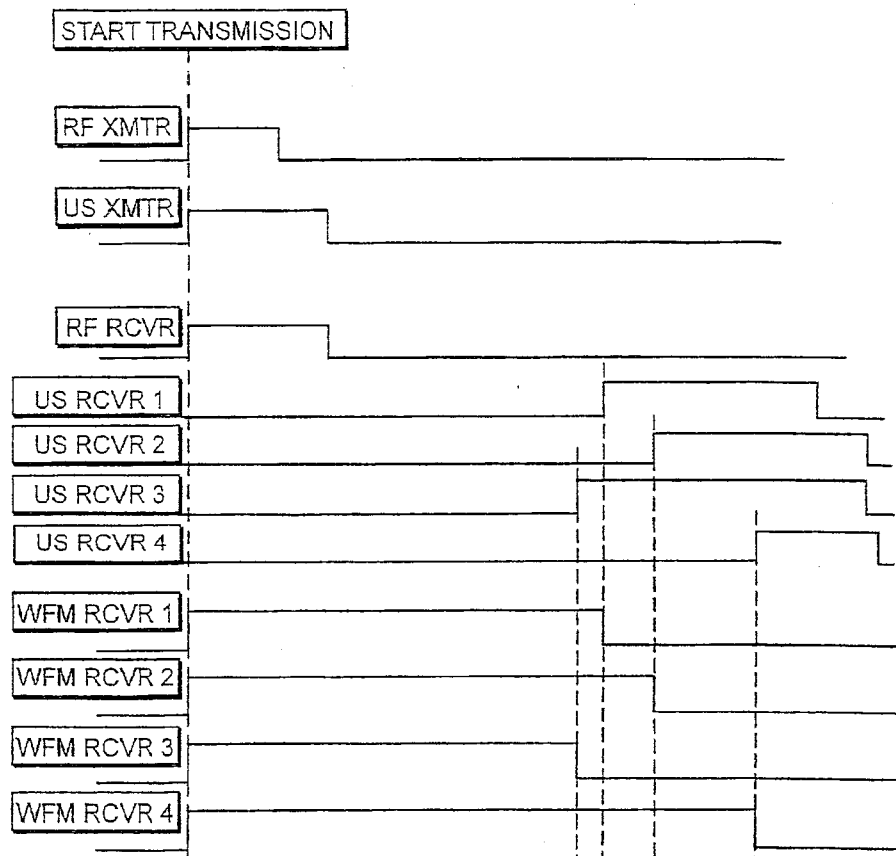 START TRANSMISSION
RF XMTR
US XMTR
RF RCVR
US RCVR 1
US RCVR 2
US RCVR 3
US RCVR 4
WFM RCVR 1
WFM RCVR 2
WFM RCVR 3
WFM RCVR 4